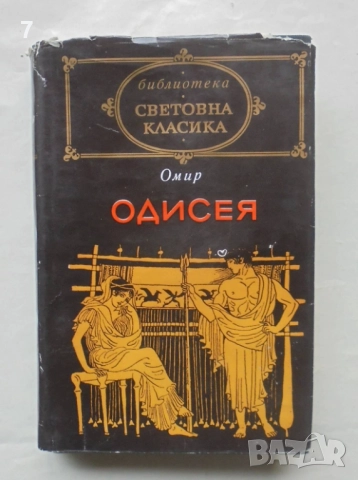 7
библиотека
СВЕТОВНА
КЛАСИКА
Омир
ОДИСЕЯ
BAZAR